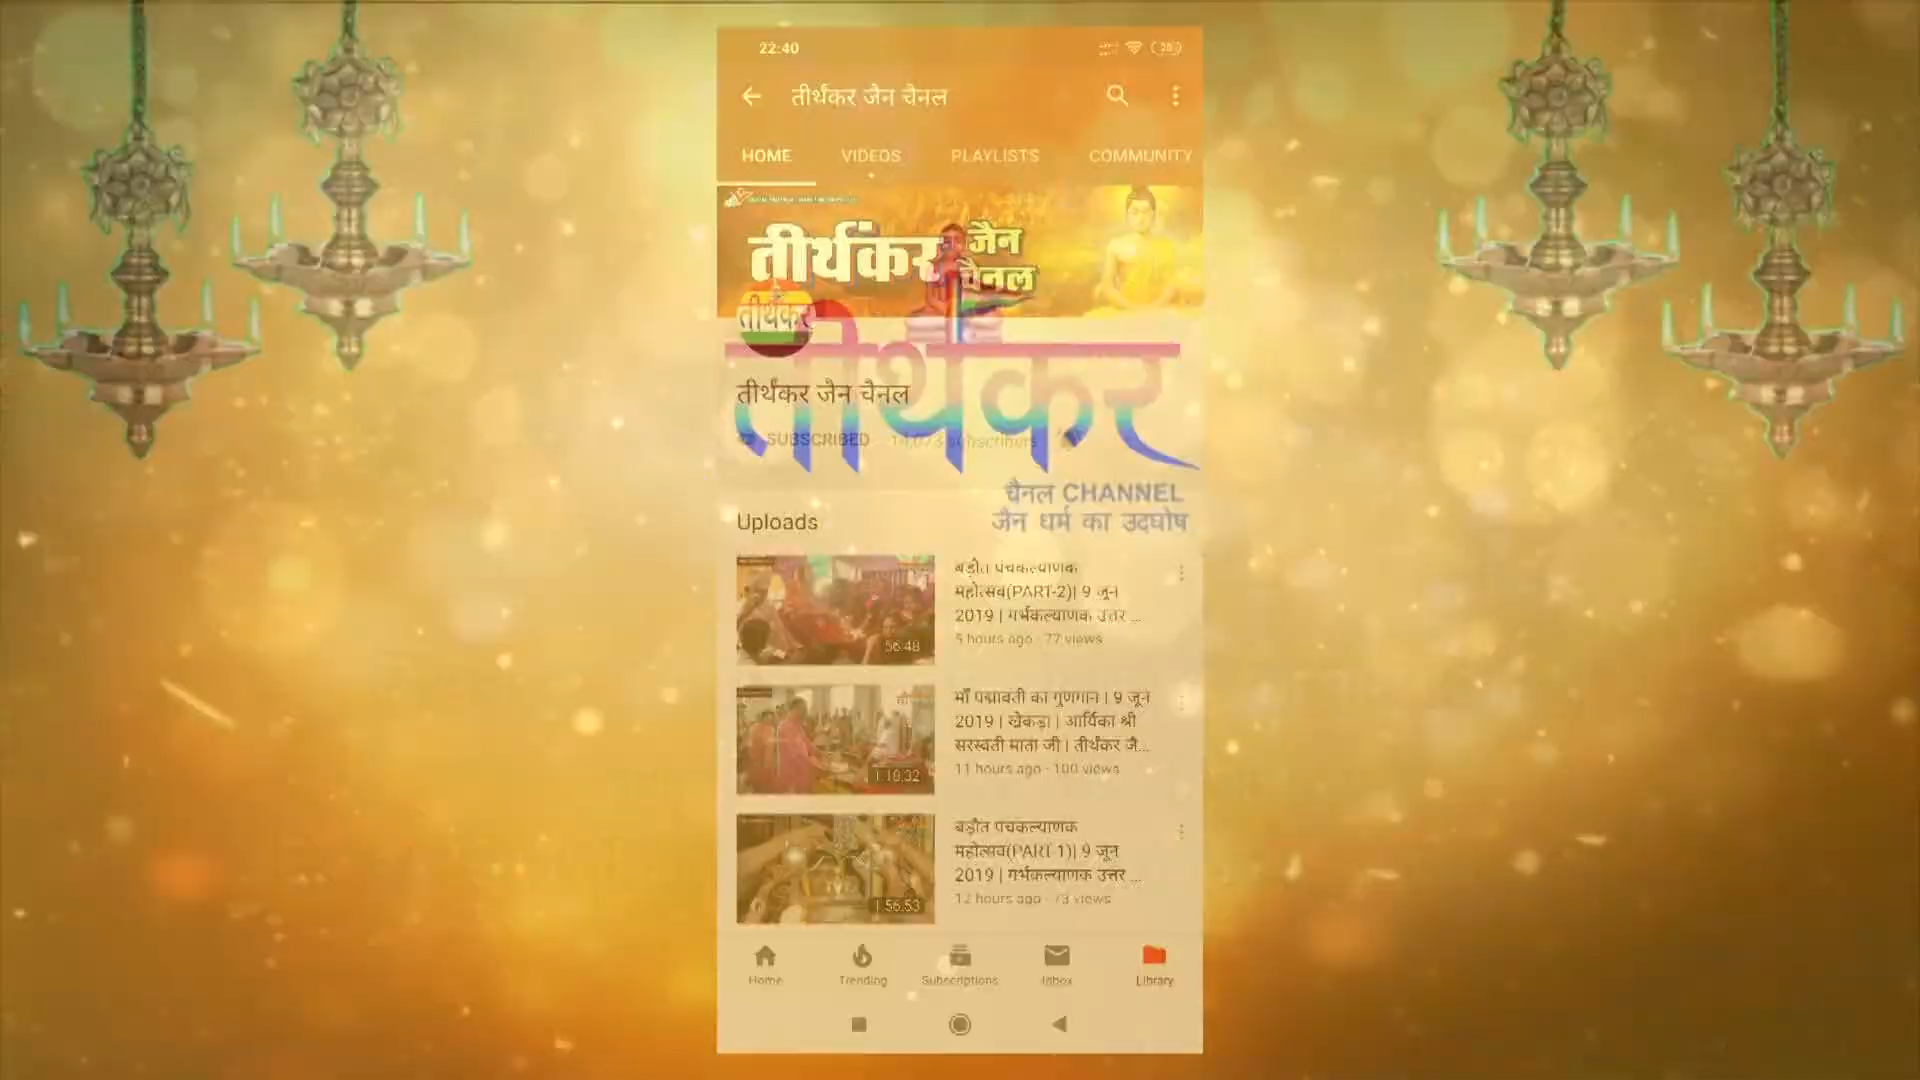 22:40
तीर्थंकर जैन चैनल
HOME VIDEOS PLAYLISTS COMMUNITY
तीर्थंकर जैन चैनल
तीर्थंकर
तीर्थंकर
तीर्थंकर जैन चैनल
SUBSCRIBED subscribers
चैनल CHANNEL
जैन धर्म का उदघोष
Uploads
बड़ौत पंचकल्याणक
महोत्सव(PART-2)| 9 जून
2019 | गर्भकल्याणक उत्तर ...
5 hours ago · 77 views
56:48
माँ पद्मावती का गुणगान | 9 जून
2019 | खेकड़ा | आर्यिका श्री
सरस्वती माता जी | तीर्थंकर जै...
11 hours ago · 100 views
1:19:32
बड़ौत पंचकल्याणक
महोत्सव(PART-1)| 9 जून
2019 | गर्भकल्याणक उत्तर ...
12 hours ago · 73 views
1:56:53
Home Trending Subscriptions Inbox Library